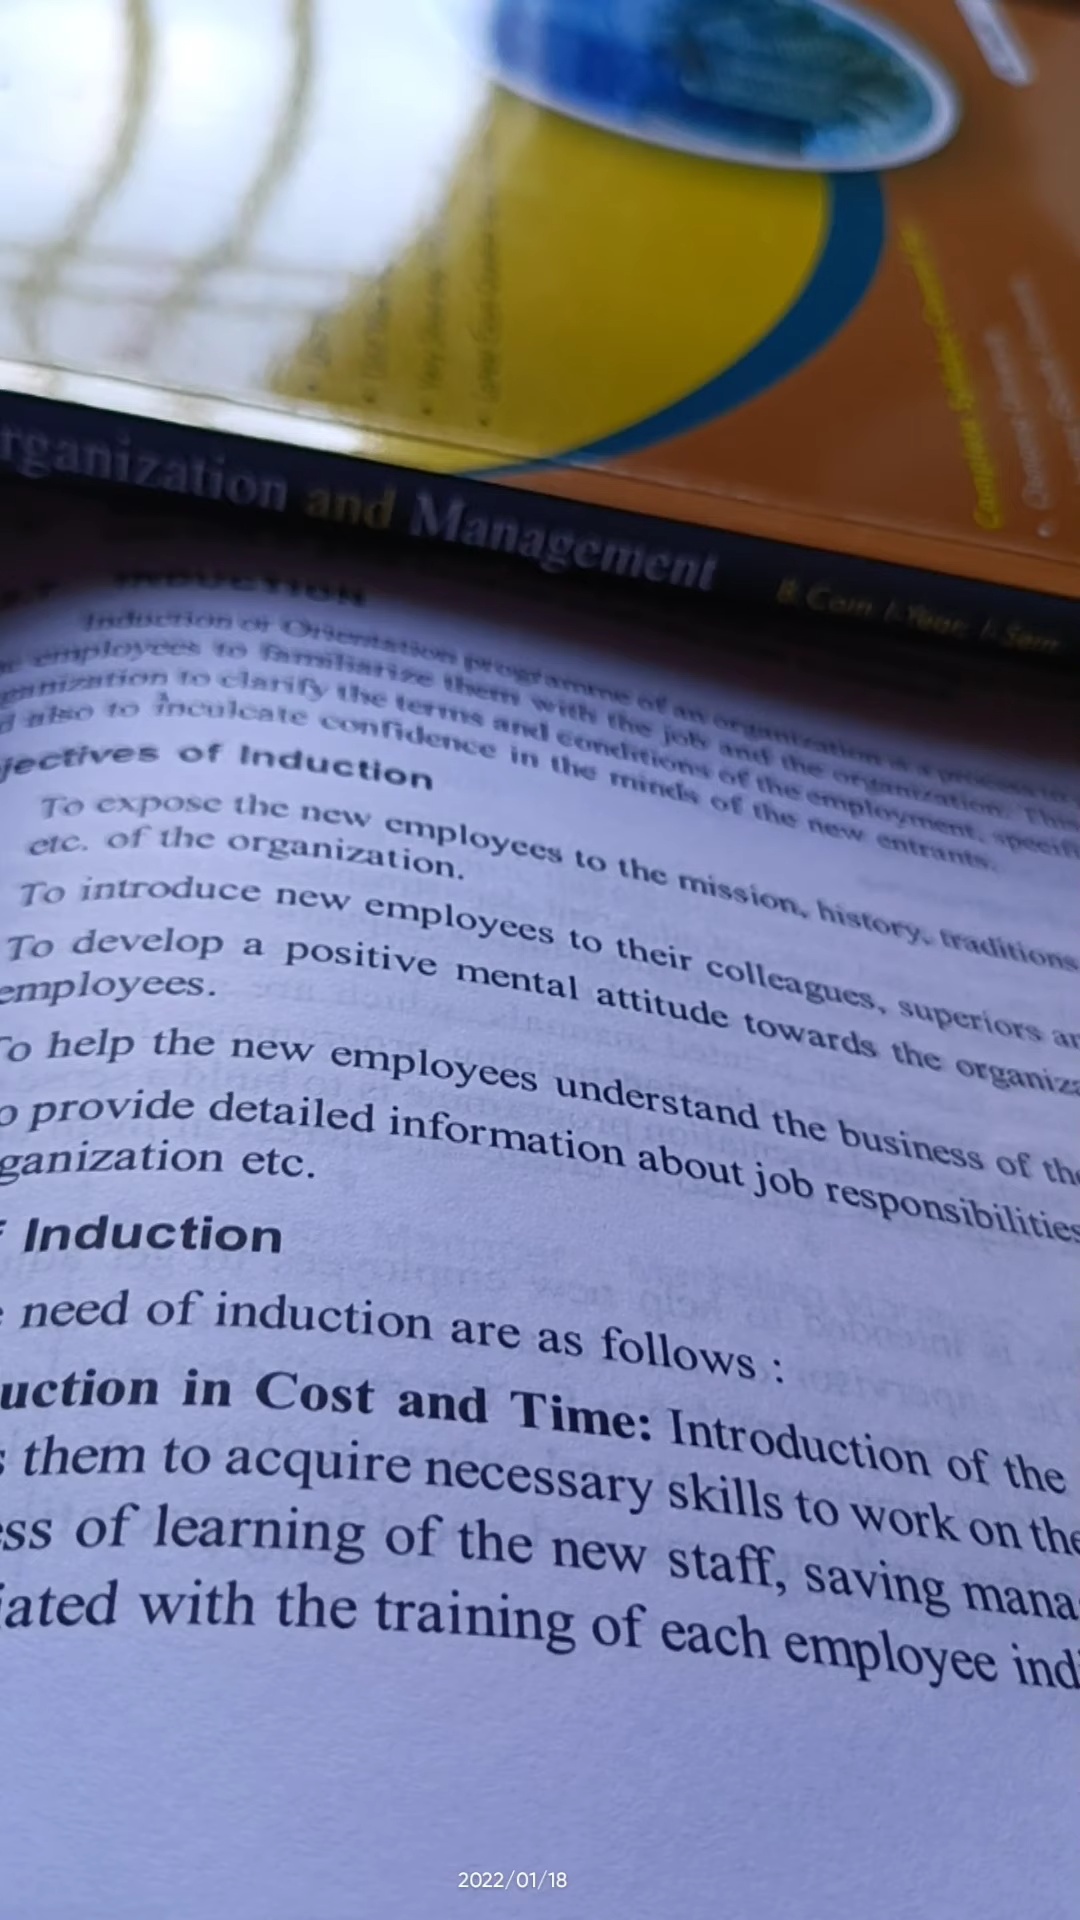 rganization and Management
B.Com I-Year, I-Sem
INDUCTION
Induction or Orientation programme of an organization is a process to
employees to familiarize them with the job and the organization. This
ganization to clarify the terms and conditions of the employment, specifi
d also to inculcate confidence in the minds of the new entrants.
jectives of Induction
To expose the new employees to the mission, history, traditions
etc. of the organization.
To introduce new employees to their colleagues, superiors an
To develop a positive mental attitude towards the organiza
employees.
To help the new employees understand the business of the
o provide detailed information about job responsibilities
ganization etc.
f Induction
e need of induction are as follows :
uction in Cost and Time: Introduction of the
s them to acquire necessary skills to work on the
ess of learning of the new staff, saving mana
iated with the training of each employee indi
2022/01/18